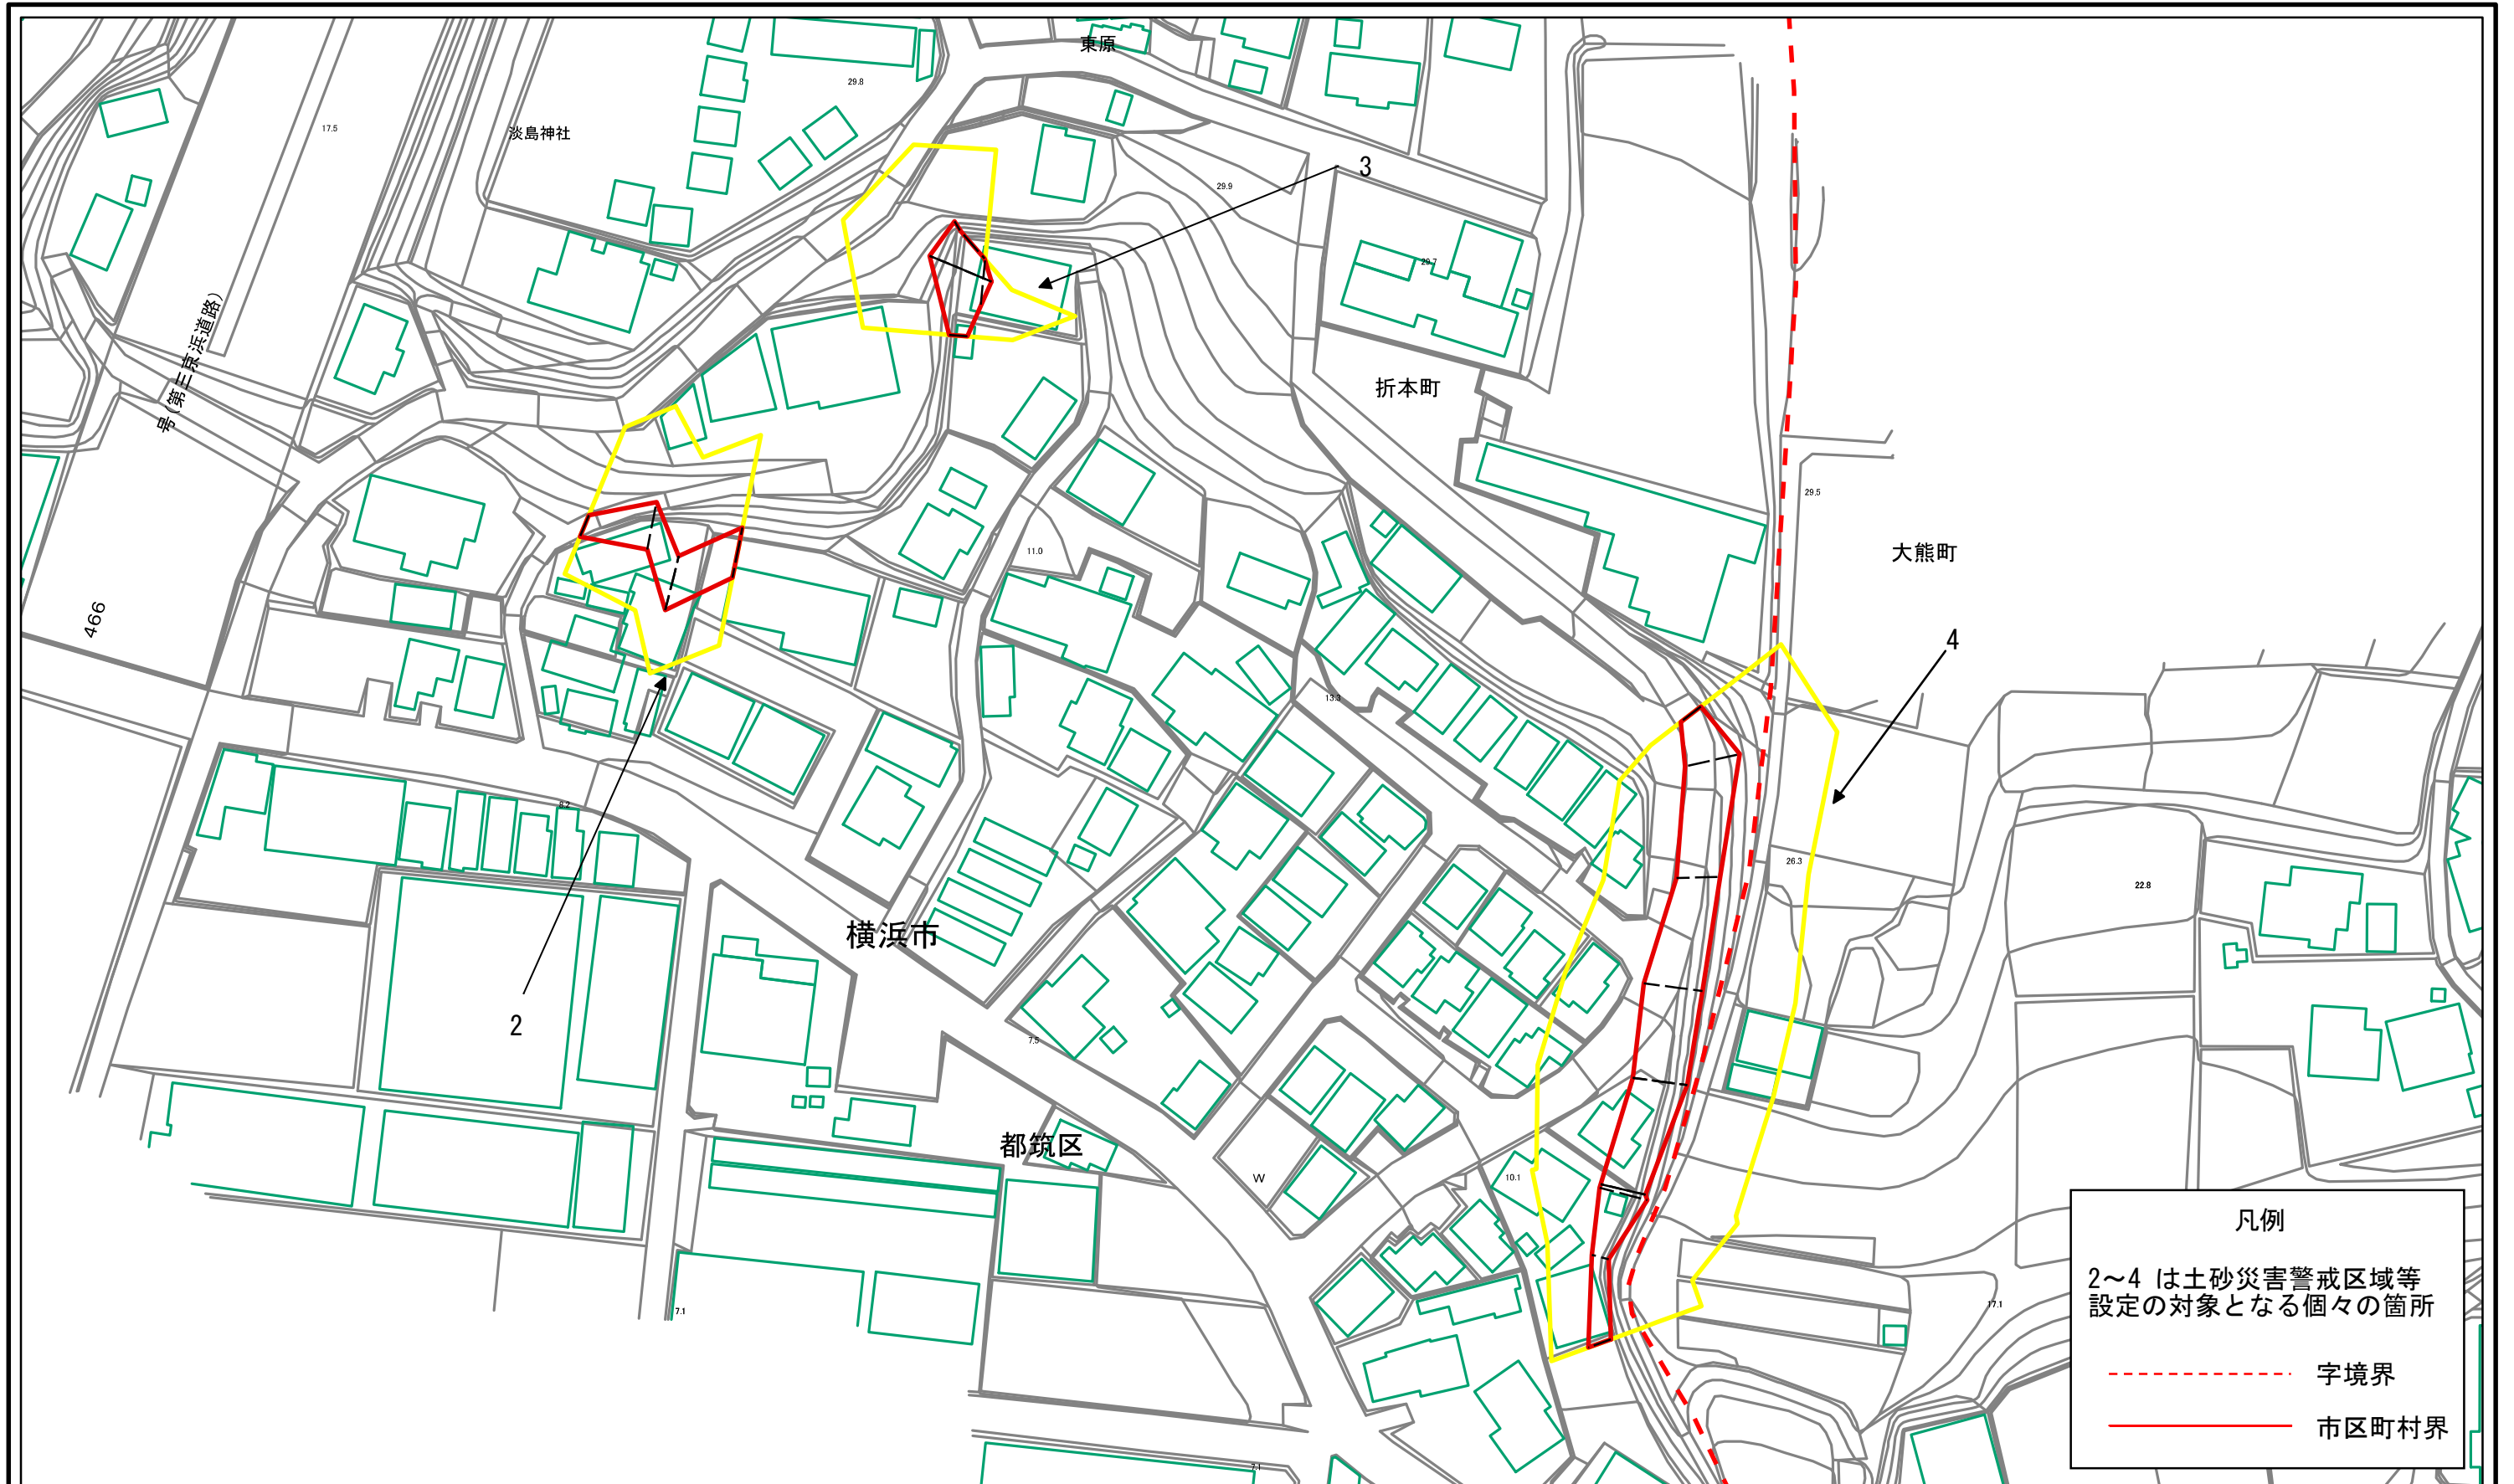 東原
29.8
17.5
淡島神社
3
29.9
29.7
号(第三京浜道路)
折本町
29.5
大熊町
11.0
466
4
13.3
8.2
26.3
22.8
横浜市
2
7.5
都筑区
W
10.1
凡例
2～4 は土砂災害警戒区域等
設定の対象となる個々の箇所
17.1
7.1
字境界
市区町村界
7.1